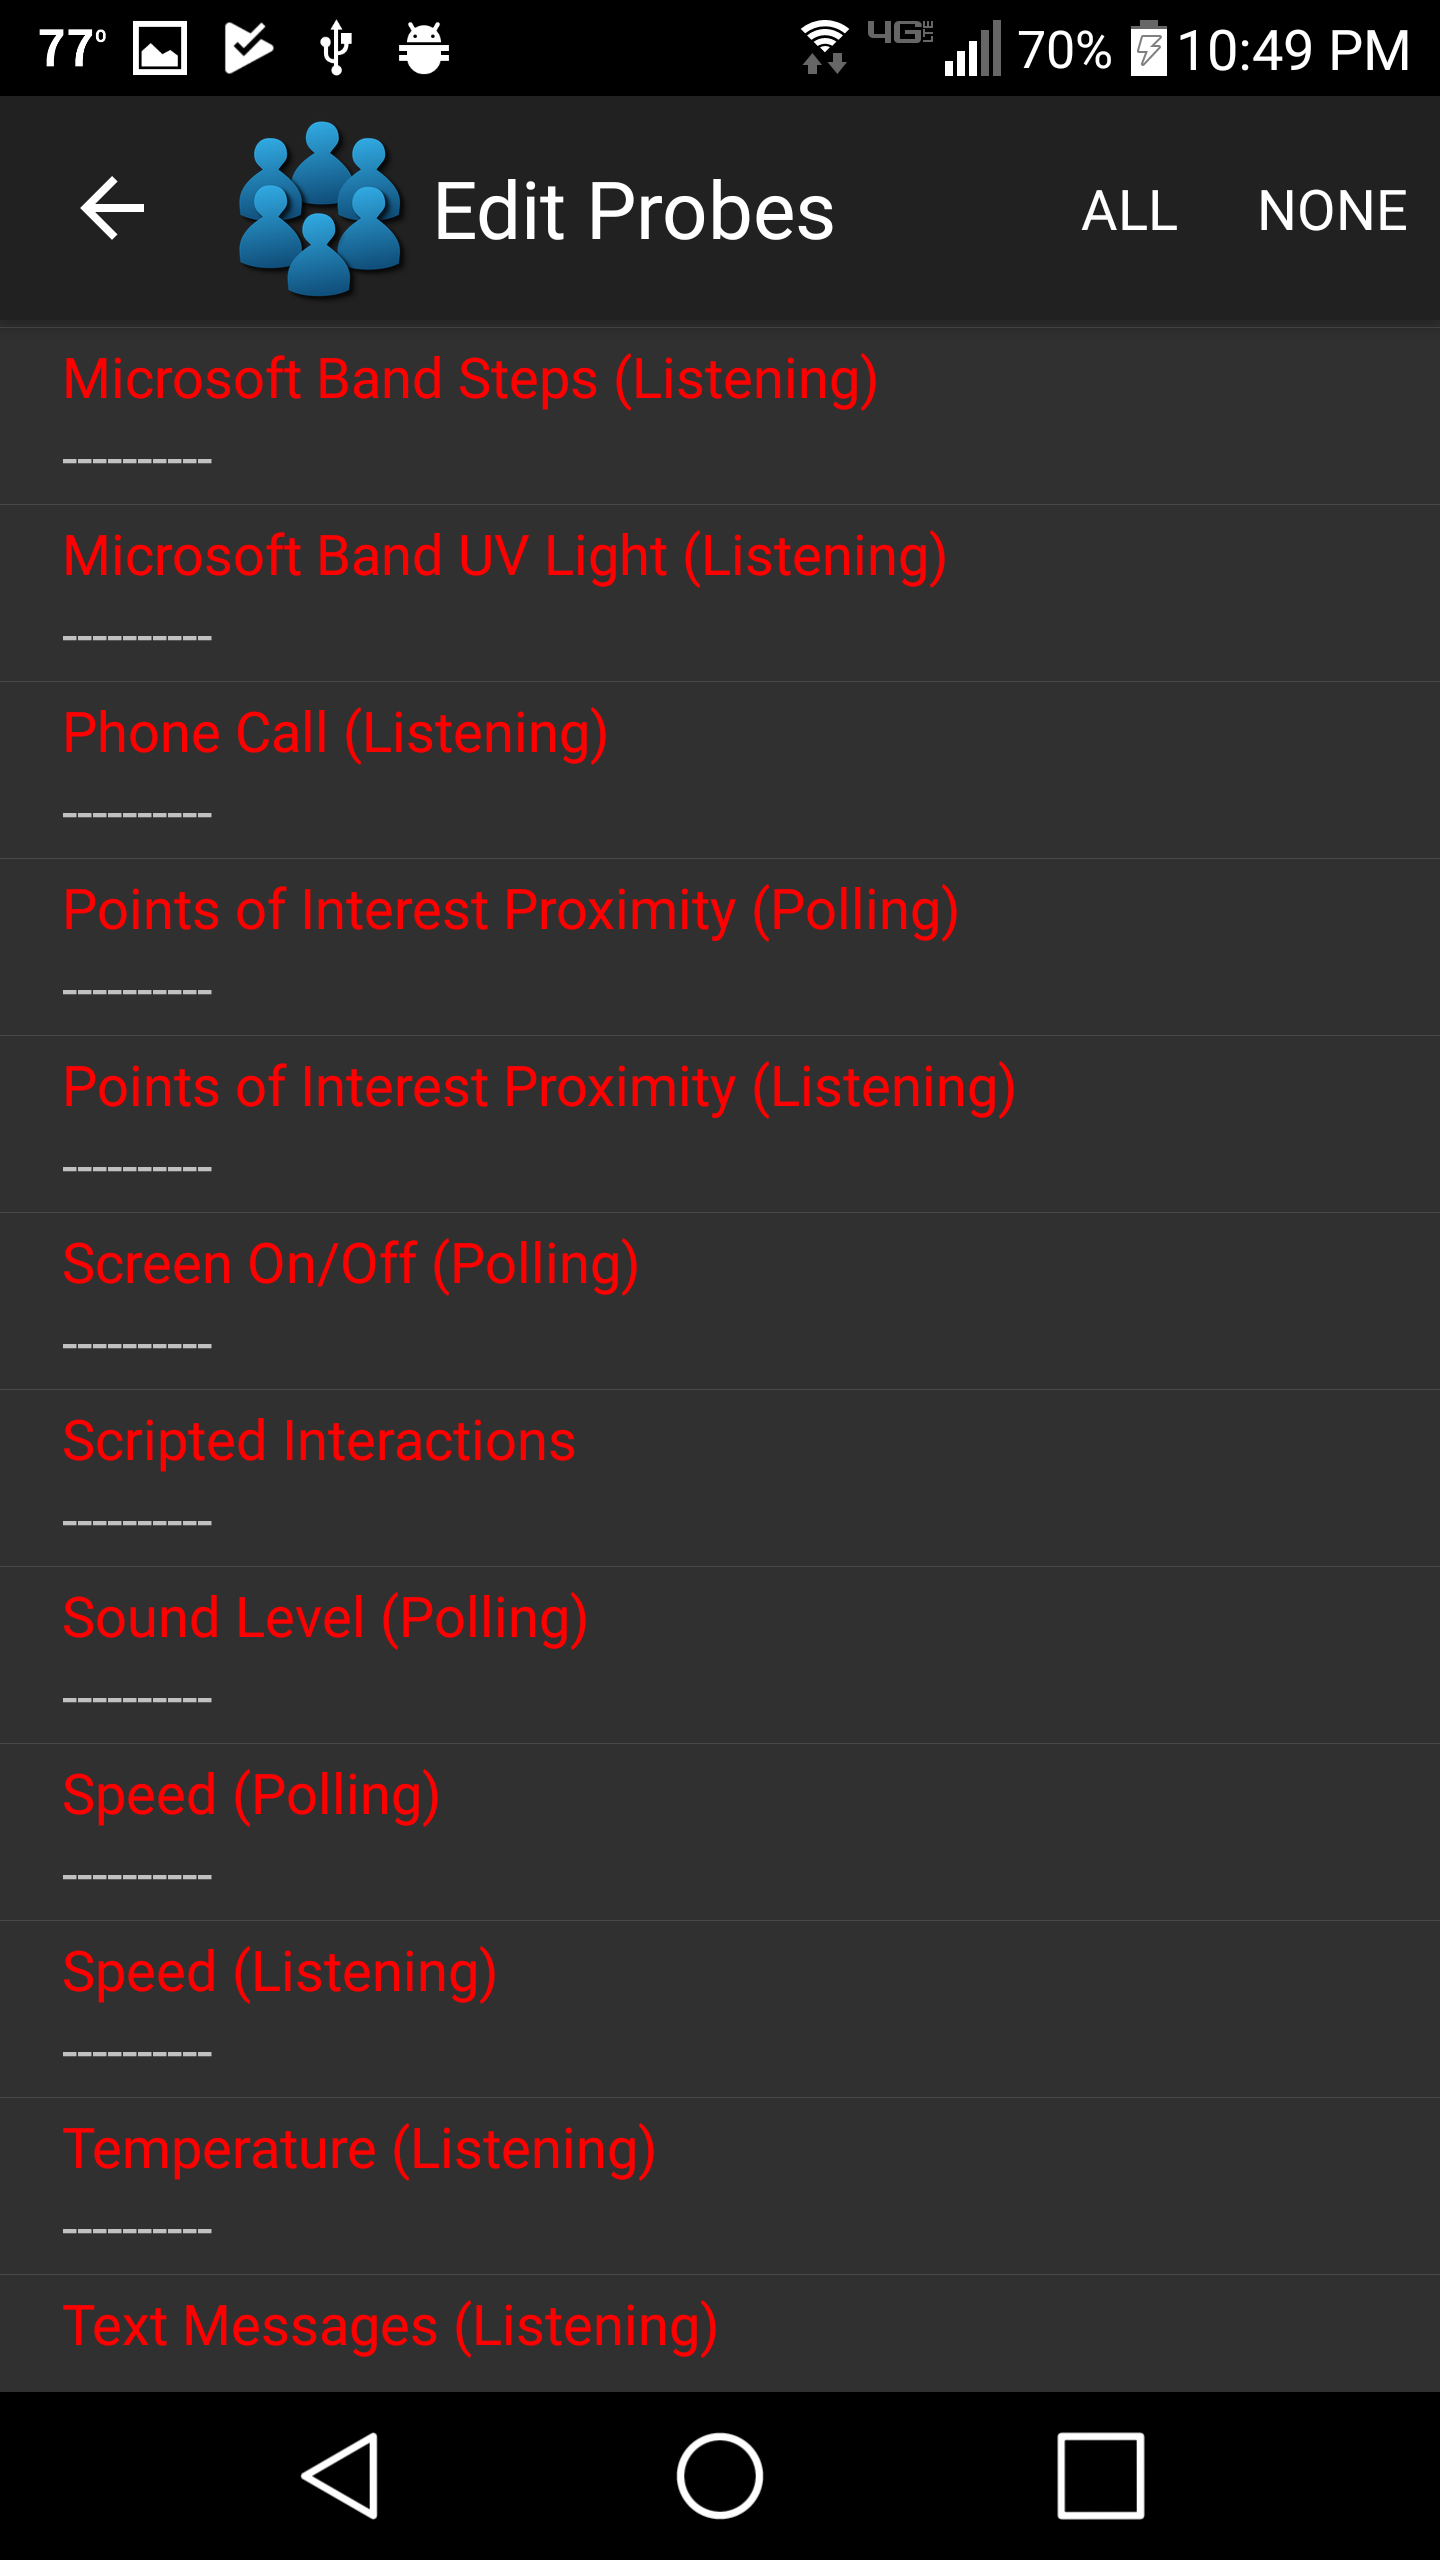 77° 4G LTE 70% 10:49 PM
Edit Probes ALL NONE
Microsoft Band Steps (Listening)
----------
Microsoft Band UV Light (Listening)
----------
Phone Call (Listening)
----------
Points of Interest Proximity (Polling)
----------
Points of Interest Proximity (Listening)
----------
Screen On/Off (Polling)
----------
Scripted Interactions
----------
Sound Level (Polling)
----------
Speed (Polling)
----------
Speed (Listening)
----------
Temperature (Listening)
----------
Text Messages (Listening)